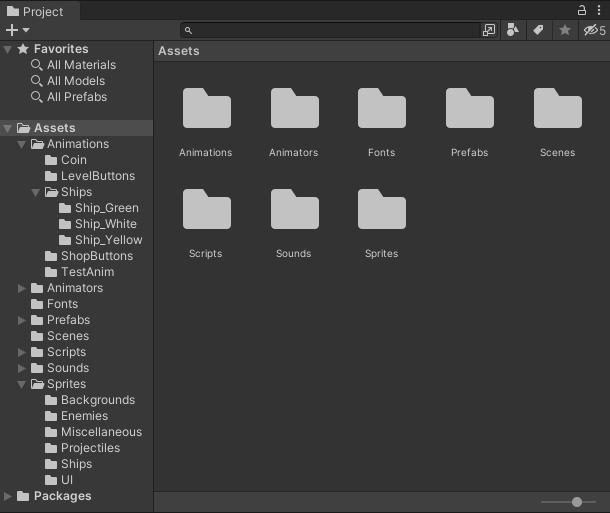 Project
5
Favorites
All Materials
All Models
All Prefabs
Assets
Animations
Coin
LevelButtons
Ships
Ship_Green
Ship_White
Ship_Yellow
ShopButtons
TestAnim
Animators
Fonts
Prefabs
Scenes
Scripts
Sounds
Sprites
Backgrounds
Enemies
Miscellaneous
Projectiles
Ships
UI
Packages
Assets
Animations Animators Fonts Prefabs Scenes
Scripts Sounds Sprites